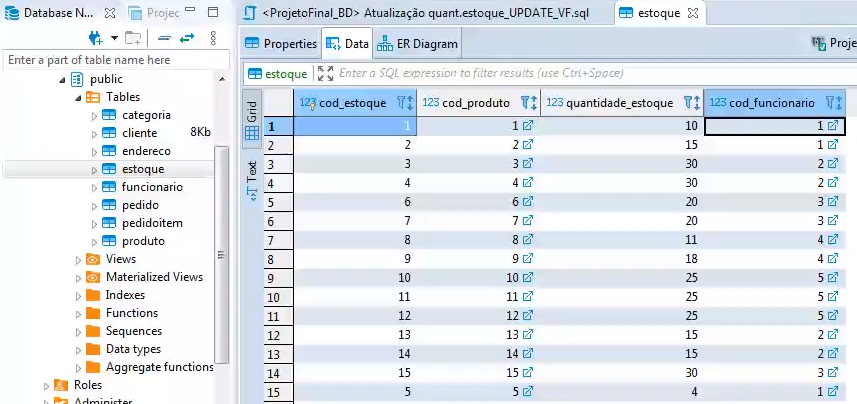 Database N...
Projec
<ProjetoFinal_BD> Atualização quant.estoque_UPDATE_VF.sql
estoque
Enter a part of table name here
public
Tables
categoria
cliente 8Kb
endereco
estoque
funcionario
pedido
pedidoitem
produto
Views
Materialized Views
Indexes
Functions
Sequences
Data types
Aggregate functions
Roles
Administer
Properties
Data
ER Diagram
Proje
estoque
Enter a SQL expression to filter results (use Ctrl+Space)
Grid
Text
123 cod_estoque 123 cod_produto 123 quantidade_estoque 123 cod_funcionario
1 1 1 10 1
2 2 2 15 1
3 3 3 30 2
4 4 4 30 2
5 6 6 20 3
6 7 7 20 3
7 8 8 11 4
8 9 9 18 4
9 10 10 25 5
10 11 11 25 5
11 12 12 25 5
12 13 13 15 2
13 14 14 15 2
14 15 15 30 3
15 5 5 4 1